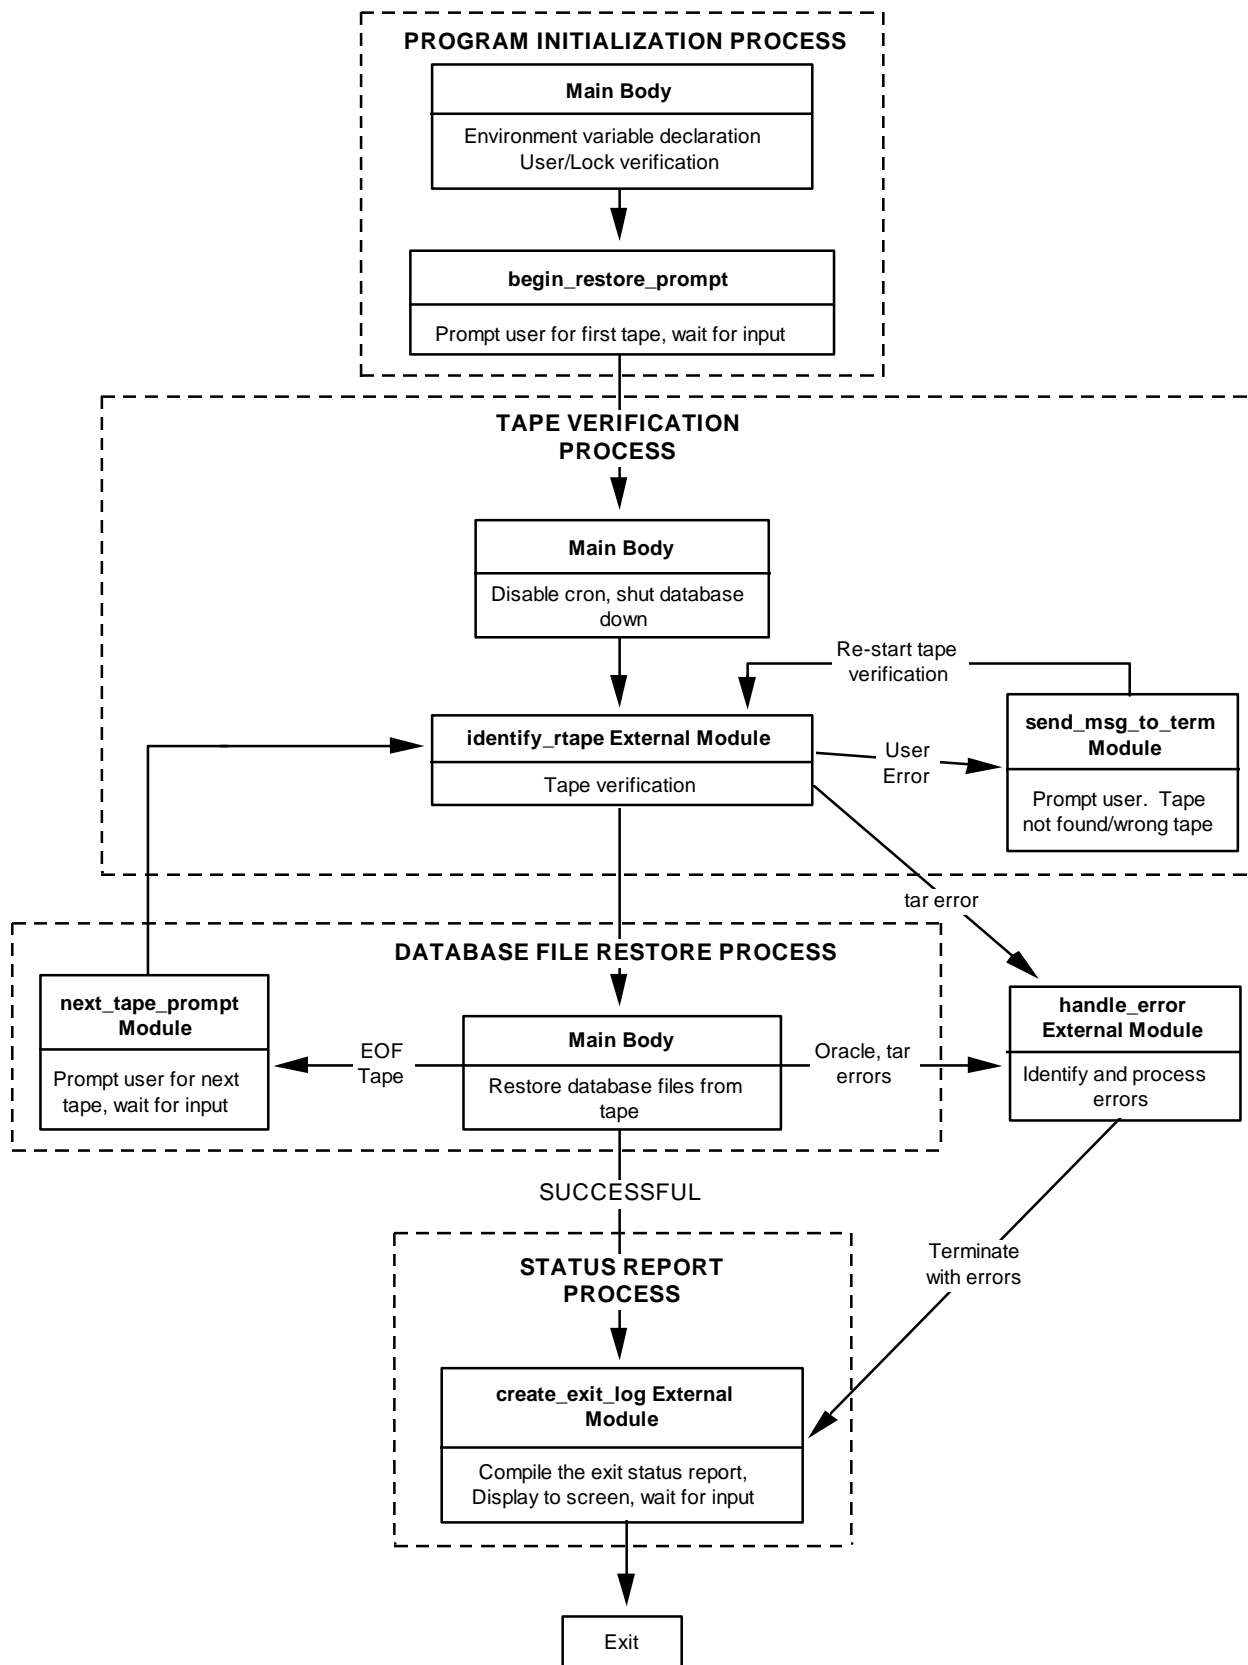 PROGRAM INITIALIZATION PROCESS
Main Body
Environment variable declaration
User/Lock verification
begin_restore_prompt
Prompt user for first tape, wait for input
TAPE VERIFICATION
PROCESS
Main Body
Disable cron, shut database
down
Re-start tape
verification
identify_rtape External Module
Tape verification
User
Error
send_msg_to_term
Module
Prompt user.  Tape
not found/wrong tape
tar error
DATABASE FILE RESTORE PROCESS
next_tape_prompt
Module
Prompt user for next
tape, wait for input
EOF
Tape
Main Body
Restore database files from
tape
Oracle, tar
errors
handle_error
External Module
Identify and process
errors
SUCCESSFUL
Terminate
with errors
STATUS REPORT
PROCESS
create_exit_log External
Module
Compile the exit status report,
Display to screen, wait for input
Exit